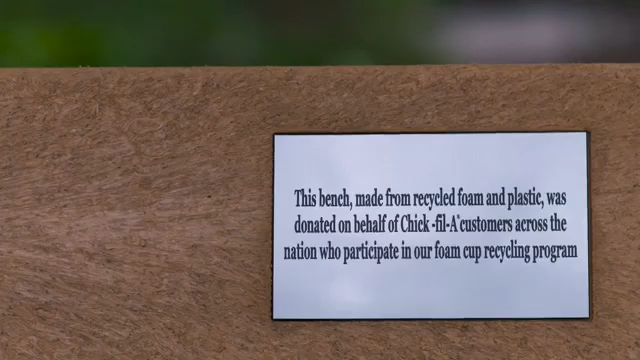 This bench, made from recycled foam and plastic, was
donated on behalf of Chick -fil-A® customers across the
nation who participate in our foam cup recycling program